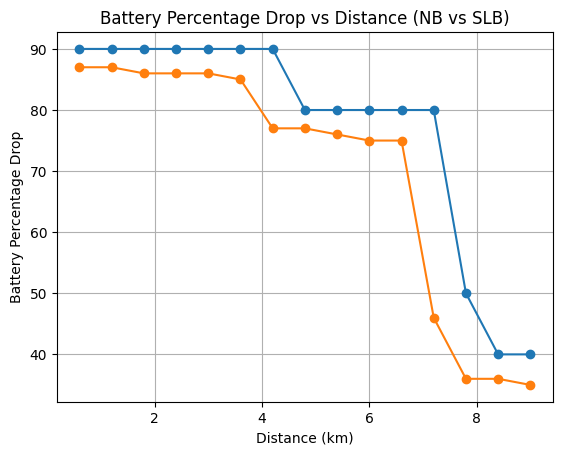 Battery Percentage Drop vs Distance (NB vs SLB)
90
80
70
60
50
40
Battery Percentage Drop
2 4 6 8
Distance (km)